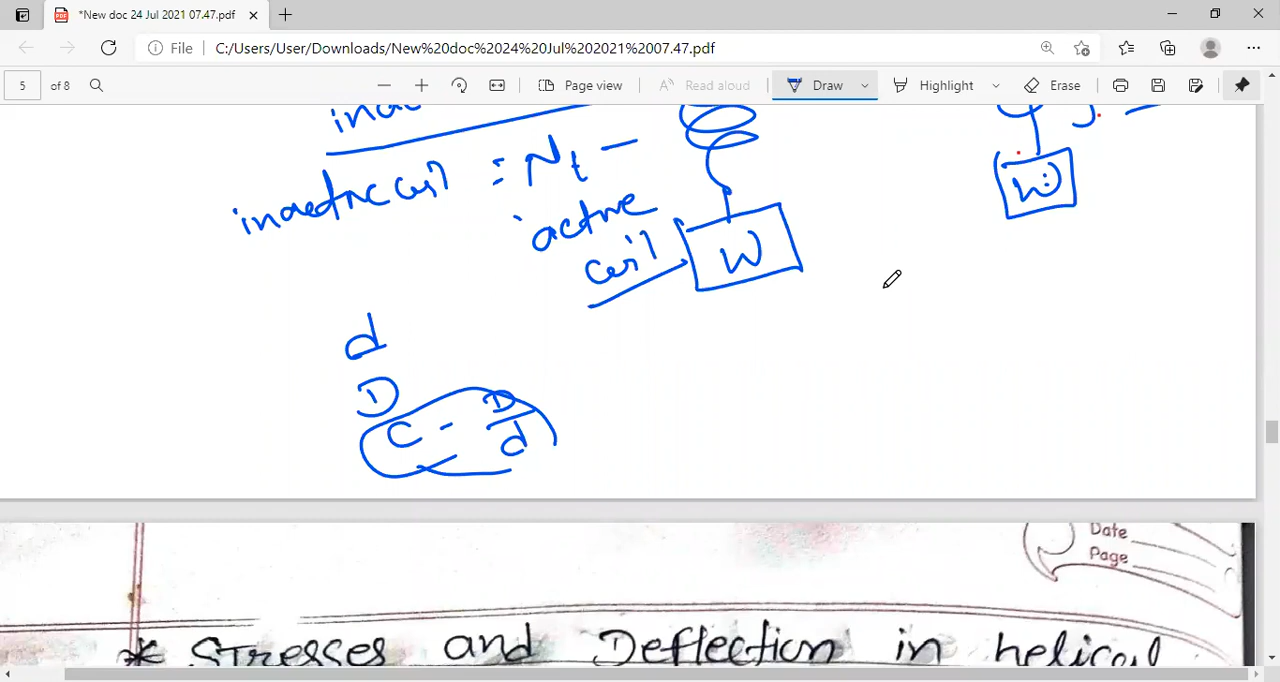 *New doc 24 Jul 2021 07.47.pdf
File C:/Users/User/Downloads/New%20doc%2024%20Jul%202021%2007.47.pdf
5 of 8 Page view Read aloud Draw Highlight Erase
inactive coil = Nt -
active
coil
W
W
d
D
C = D/d
Date
Page
* Stresses and Deflection in helical